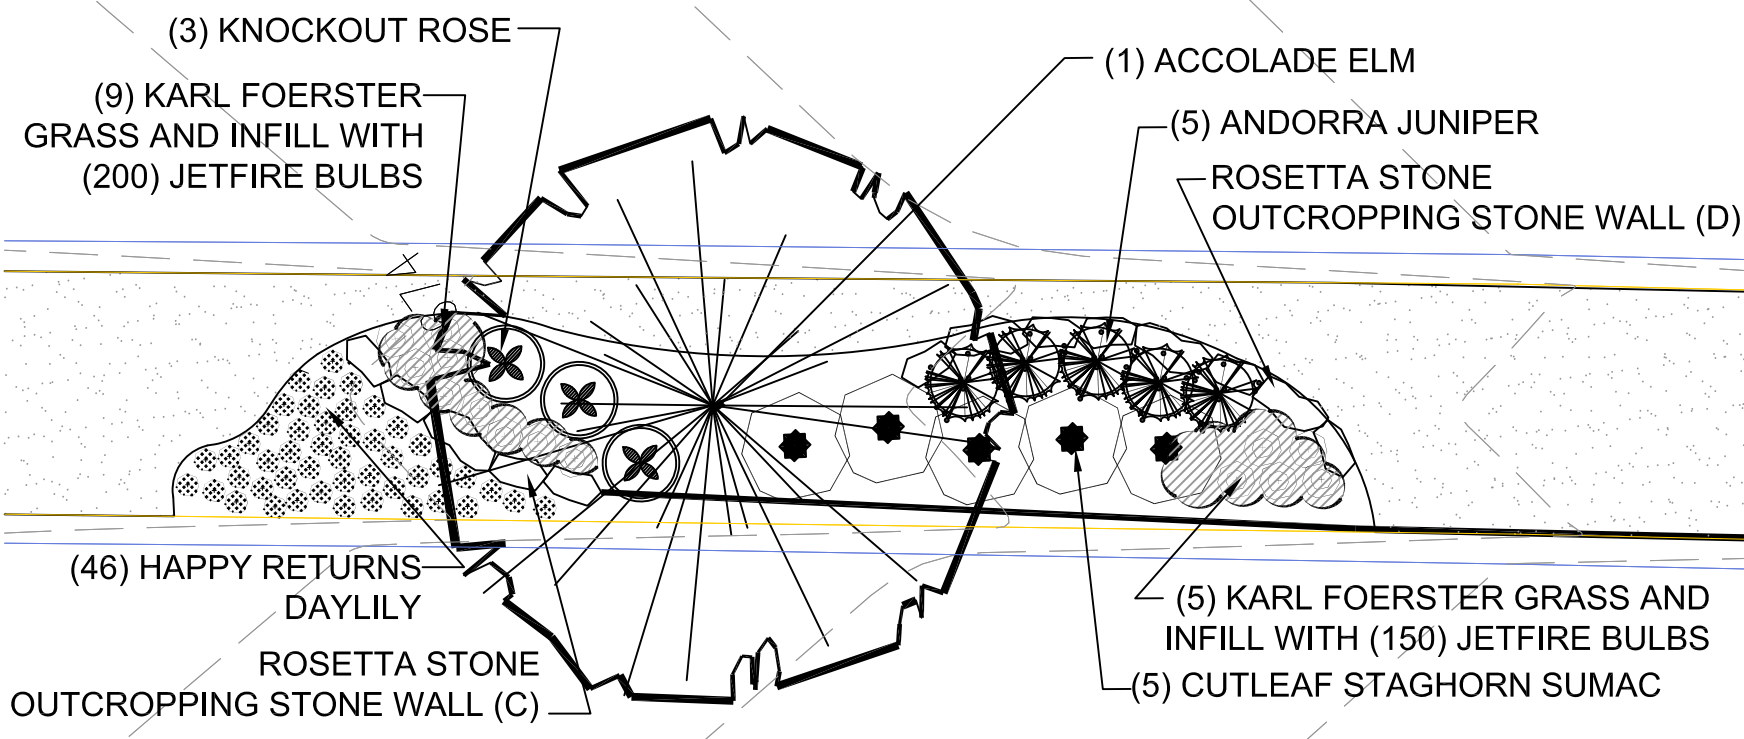 (3) KNOCKOUT ROSE
(9) KARL FOERSTER
GRASS AND INFILL WITH
(200) JETFIRE BULBS
(1) ACCOLADE ELM
(5) ANDORRA JUNIPER
ROSETTA STONE
OUTCROPPING STONE WALL (D)
(46) HAPPY RETURNS
DAYLILY
ROSETTA STONE
OUTCROPPING STONE WALL (C)
(5) KARL FOERSTER GRASS AND
INFILL WITH (150) JETFIRE BULBS
(5) CUTLEAF STAGHORN SUMAC